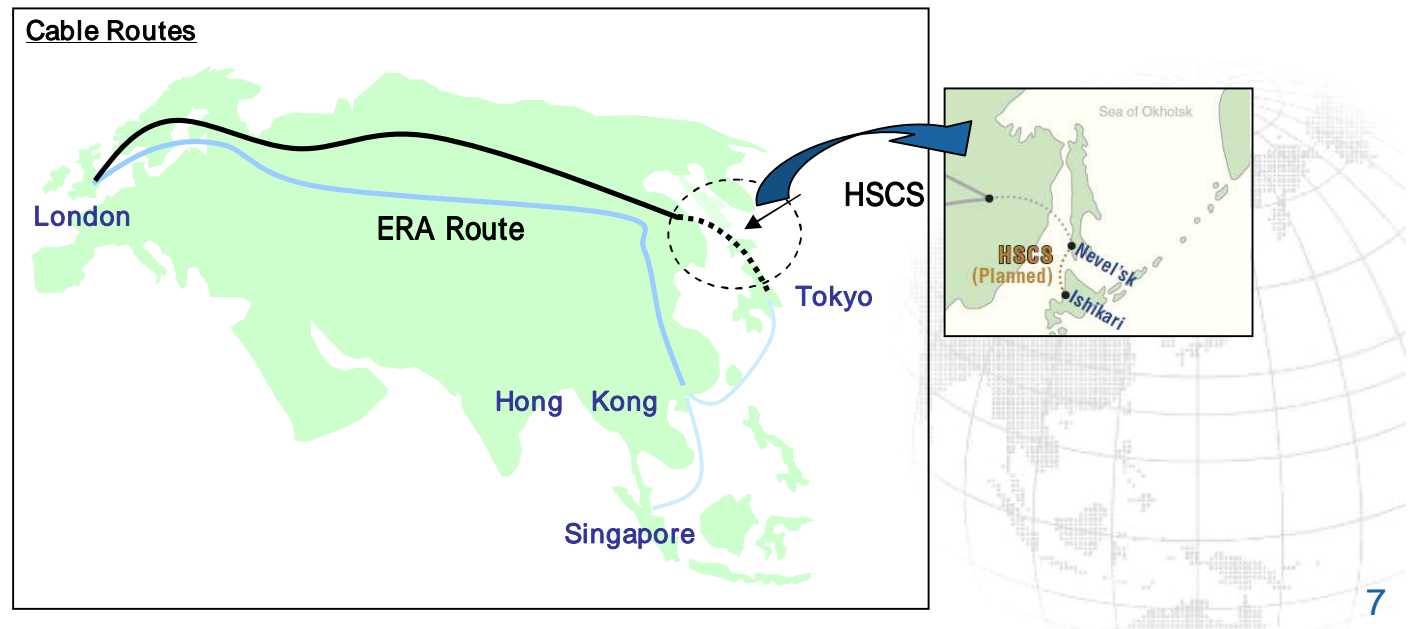 Cable Routes
London
ERA Route
HSCS
Tokyo
Hong Kong
Singapore
Sea of Okhotsk
HSCS
(Planned)
Nevel'sk
Ishikari
7